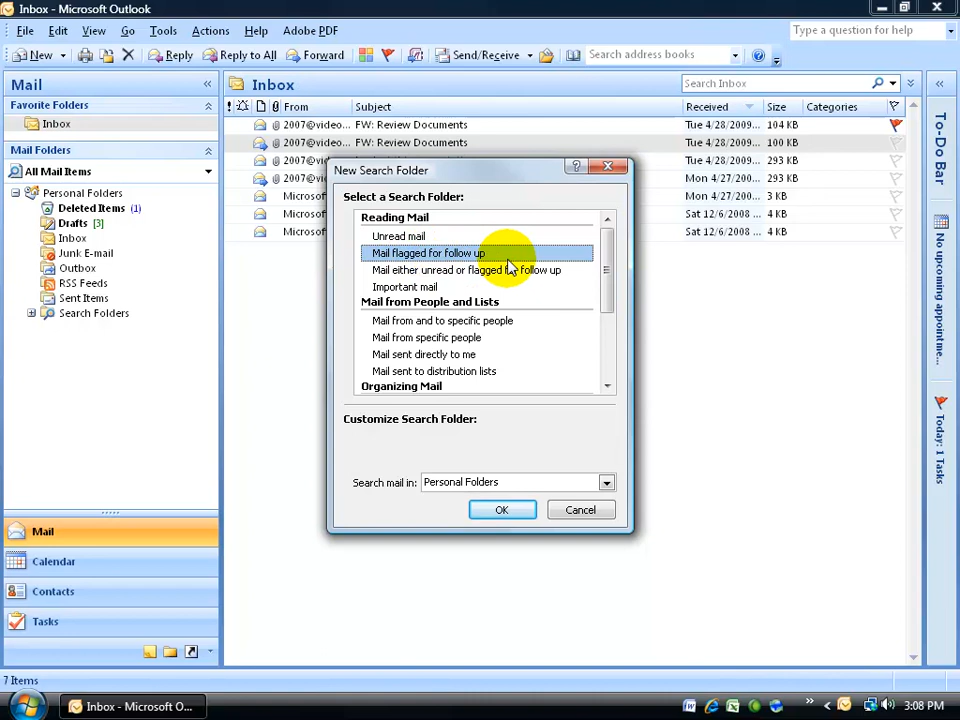 Inbox - Microsoft Outlook
File Edit View Go Tools Actions Help Adobe PDF
Type a question for help
New Reply Reply to All Forward Send/Receive Search address books
Mail
Favorite Folders
Inbox
Mail Folders
All Mail Items
Personal Folders
Deleted Items (1)
Drafts [3]
Inbox
Junk E-mail
Outbox
RSS Feeds
Sent Items
Search Folders
Mail
Calendar
Contacts
Tasks
Inbox
Search Inbox
From Subject Received Size Categories
2007@video... FW: Review Documents Tue 4/28/2009... 104 KB
2007@video... FW: Review Documents Tue 4/28/2009... 100 KB
2007@vide Tue 4/28/2009... 293 KB
2007@vide Mon 4/27/2009... 293 KB
Microsof Mon 4/27/2009... 3 KB
Microsof Sat 12/6/2008 ... 4 KB
Microsof Sat 12/6/2008 ... 4 KB
New Search Folder
Select a Search Folder:
Reading Mail
Unread mail
Mail flagged for follow up
Mail either unread or flagged for follow up
Important mail
Mail from People and Lists
Mail from and to specific people
Mail from specific people
Mail sent directly to me
Mail sent to distribution lists
Organizing Mail
Customize Search Folder:
Search mail in: Personal Folders
OK Cancel
To-Do Bar
No upcoming appointme...
Today: 1 Tasks
7 Items
Inbox - Microsoft O...
3:08 PM